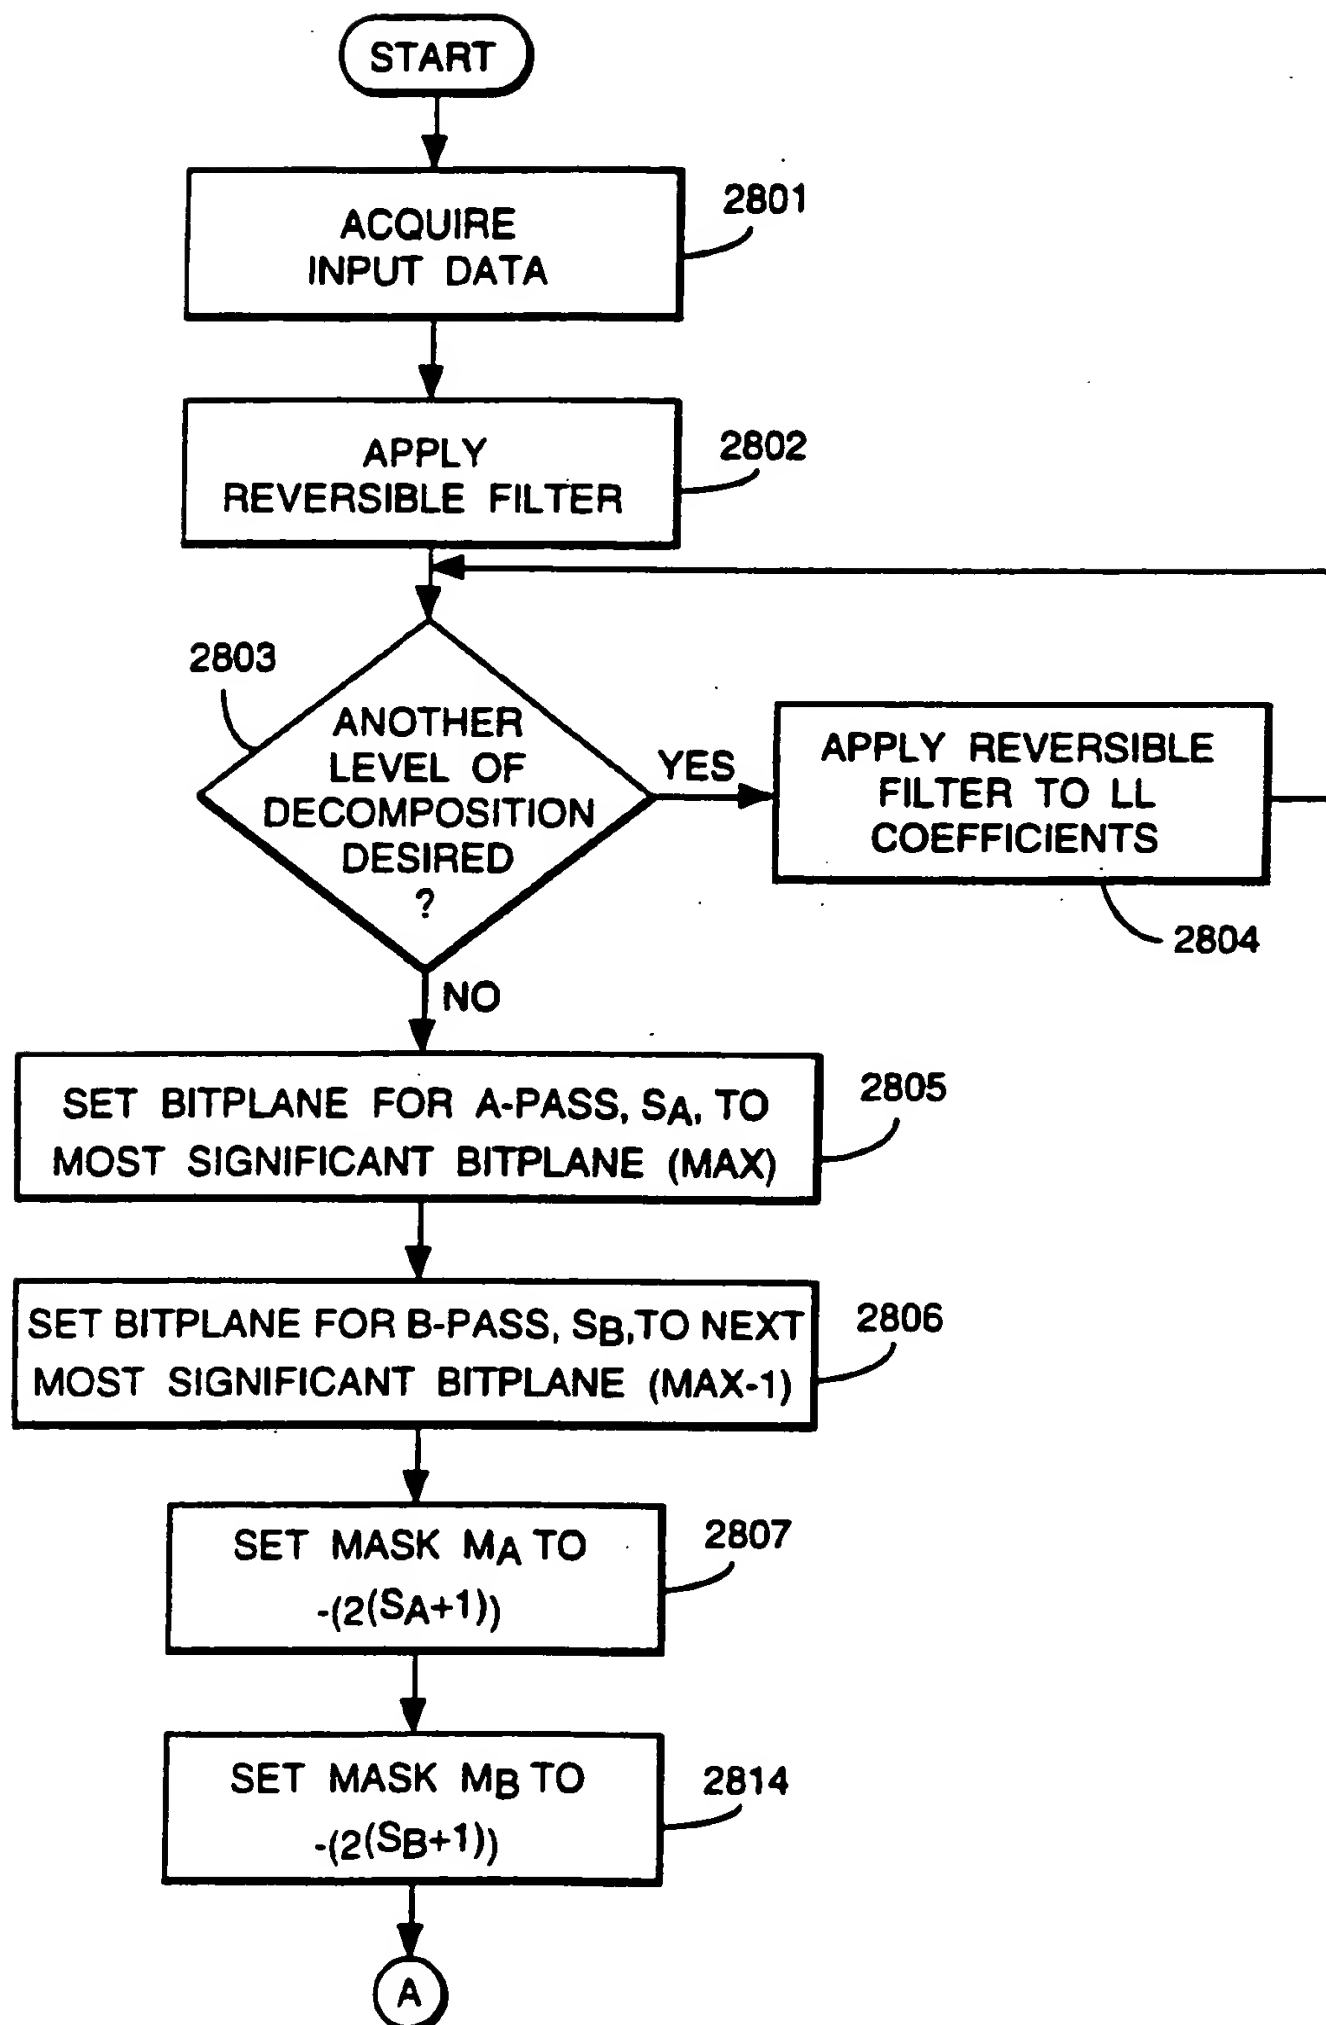 START
ACQUIRE
INPUT DATA
2801
APPLY
REVERSIBLE FILTER
2802
2803
ANOTHER
LEVEL OF
DECOMPOSITION
DESIRED
?
YES
APPLY REVERSIBLE
FILTER TO LL
COEFFICIENTS
2804
NO
SET BITPLANE FOR A-PASS, SA, TO
MOST SIGNIFICANT BITPLANE (MAX)
2805
SET BITPLANE FOR B-PASS, SB, TO NEXT
MOST SIGNIFICANT BITPLANE (MAX-1)
2806
SET MASK MA TO
-(2(SA+1))
2807
SET MASK MB TO
-(2(SB+1))
2814
A